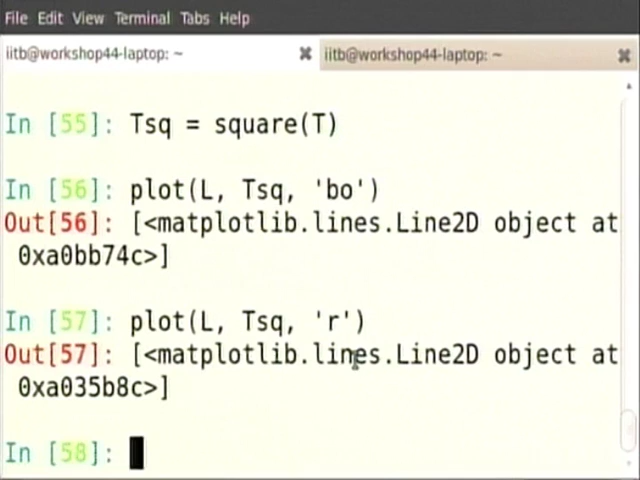 File Edit View Terminal Tabs Help
iitb@workshop44-laptop: ~ iitb@workshop44-laptop: ~
In [55]: Tsq = square(T)
In [56]: plot(L, Tsq, 'bo')
Out[56]: [<matplotlib.lines.Line2D object at
0xa0bb74c>]
In [57]: plot(L, Tsq, 'r')
Out[57]: [<matplotlib.lines.Line2D object at
0xa035b8c>]
In [58]: